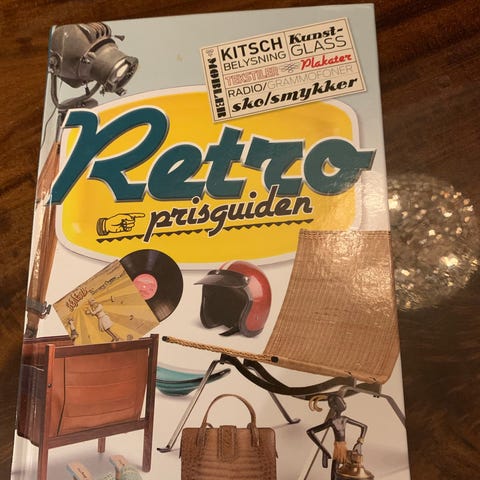 MØBLER
KITSCH
BELYSNING
Kunst-
GLASS
TEKSTILER
Plakater
RADIO/GRAMMOFONER
sko/smykker
Retro
prisguiden